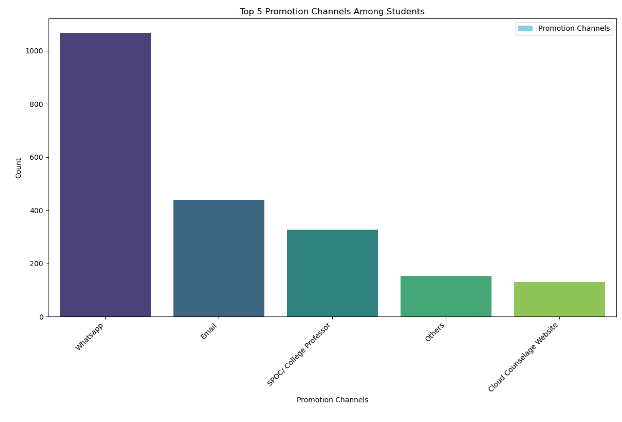 Top 5 Promotion Channels Among Students
Promotion Channels
1000
800
600
400
200
0
Count
Whatsapp
Email
SPOC/ College Professor
Others
Cloud Counselage Website
Promotion Channels